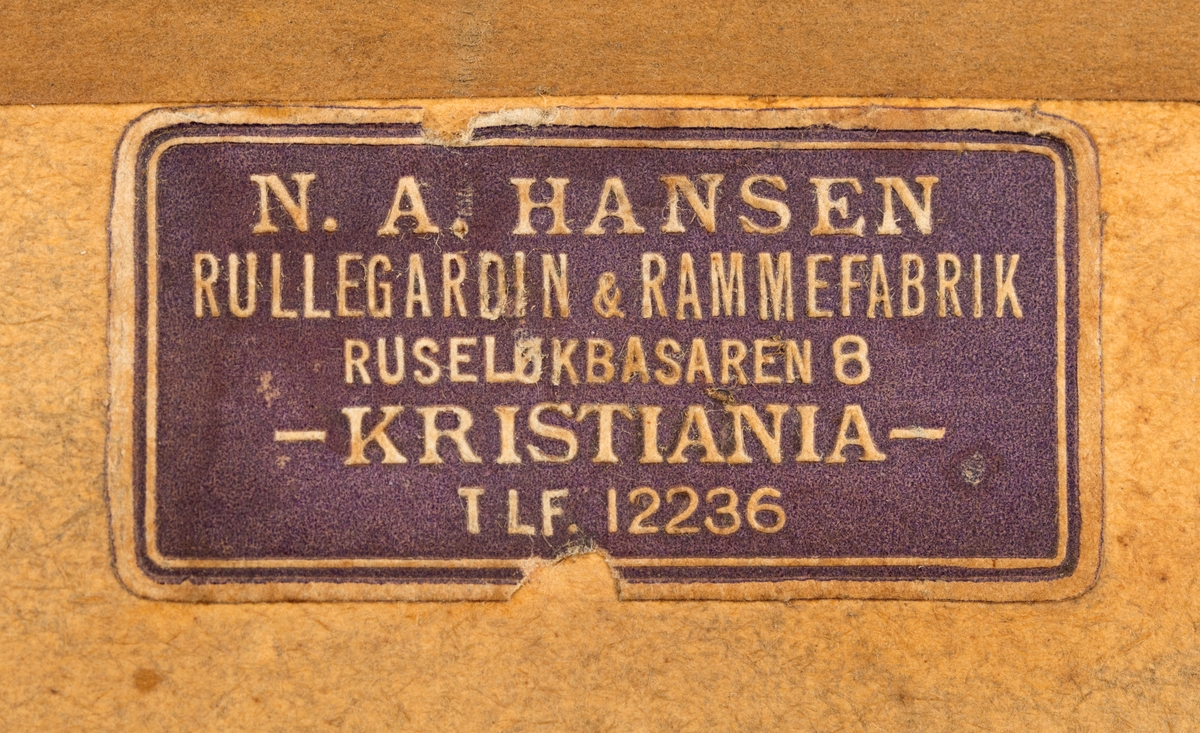 N. A. HANSEN
RULLEGARDIN & RAMMEFABRIK
RUSELØKBASAREN 8
—KRISTIANIA—
TLF. 12236